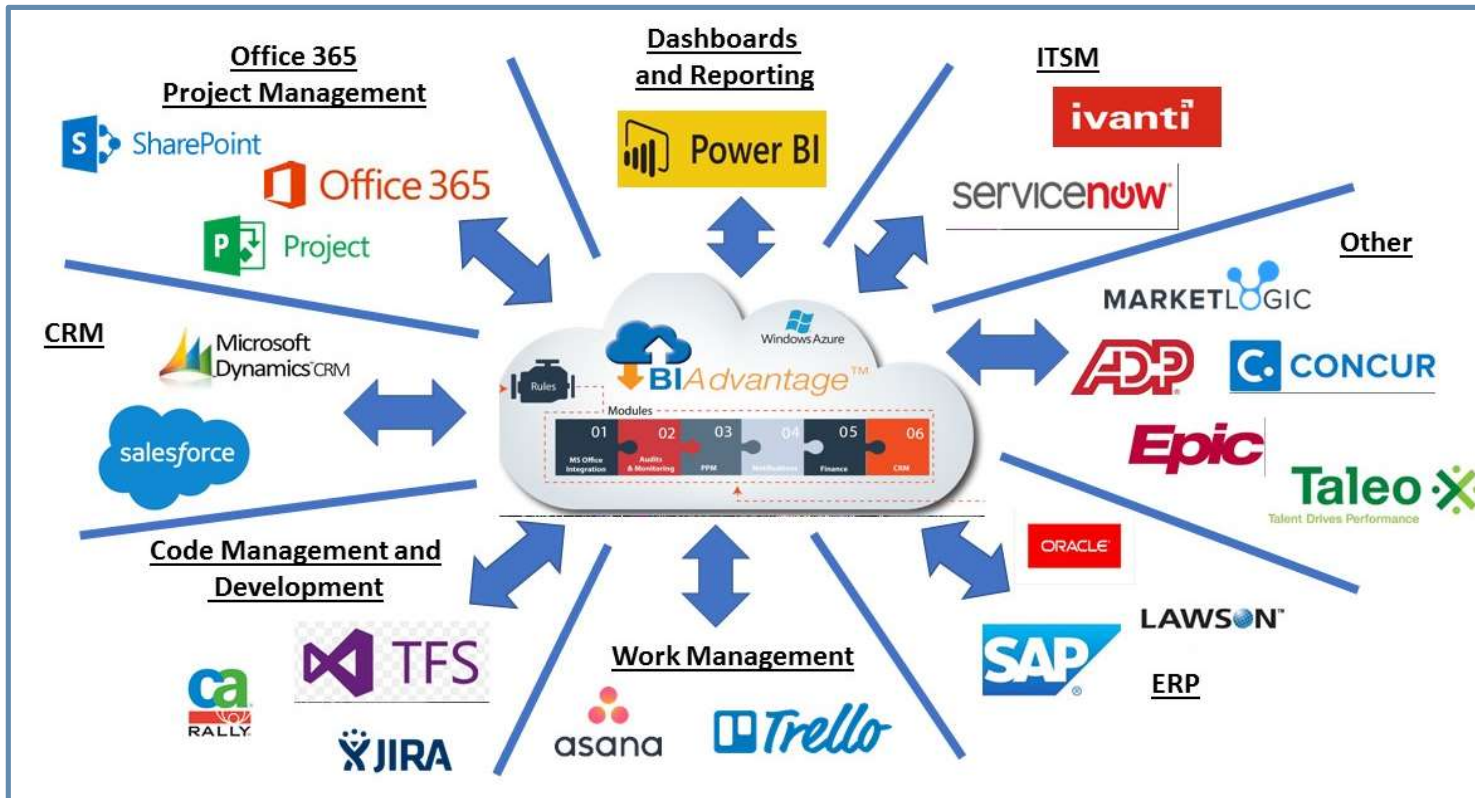 Office 365
Project Management
S SharePoint
Office 365
P Project
Dashboards
and Reporting
Power BI
ITSM
ivanti
servicenow®
Other
MARKETLOGIC
ADP
C. CONCUR
Epic
Taleo
Talent Drives Performance
CRM
Microsoft
Dynamics™CRM
salesforce
Windows Azure
BIAdvantage™
Rules
Modules
01 02 03 04 05 06
MS Office
Integration
Audits
& Monitoring
PPM
Notifications
Finance
CRM
Code Management and
Development
TFS
ca
RALLY®
JIRA
Work Management
asana
Trello
ORACLE®
LAWSON™
SAP®
ERP